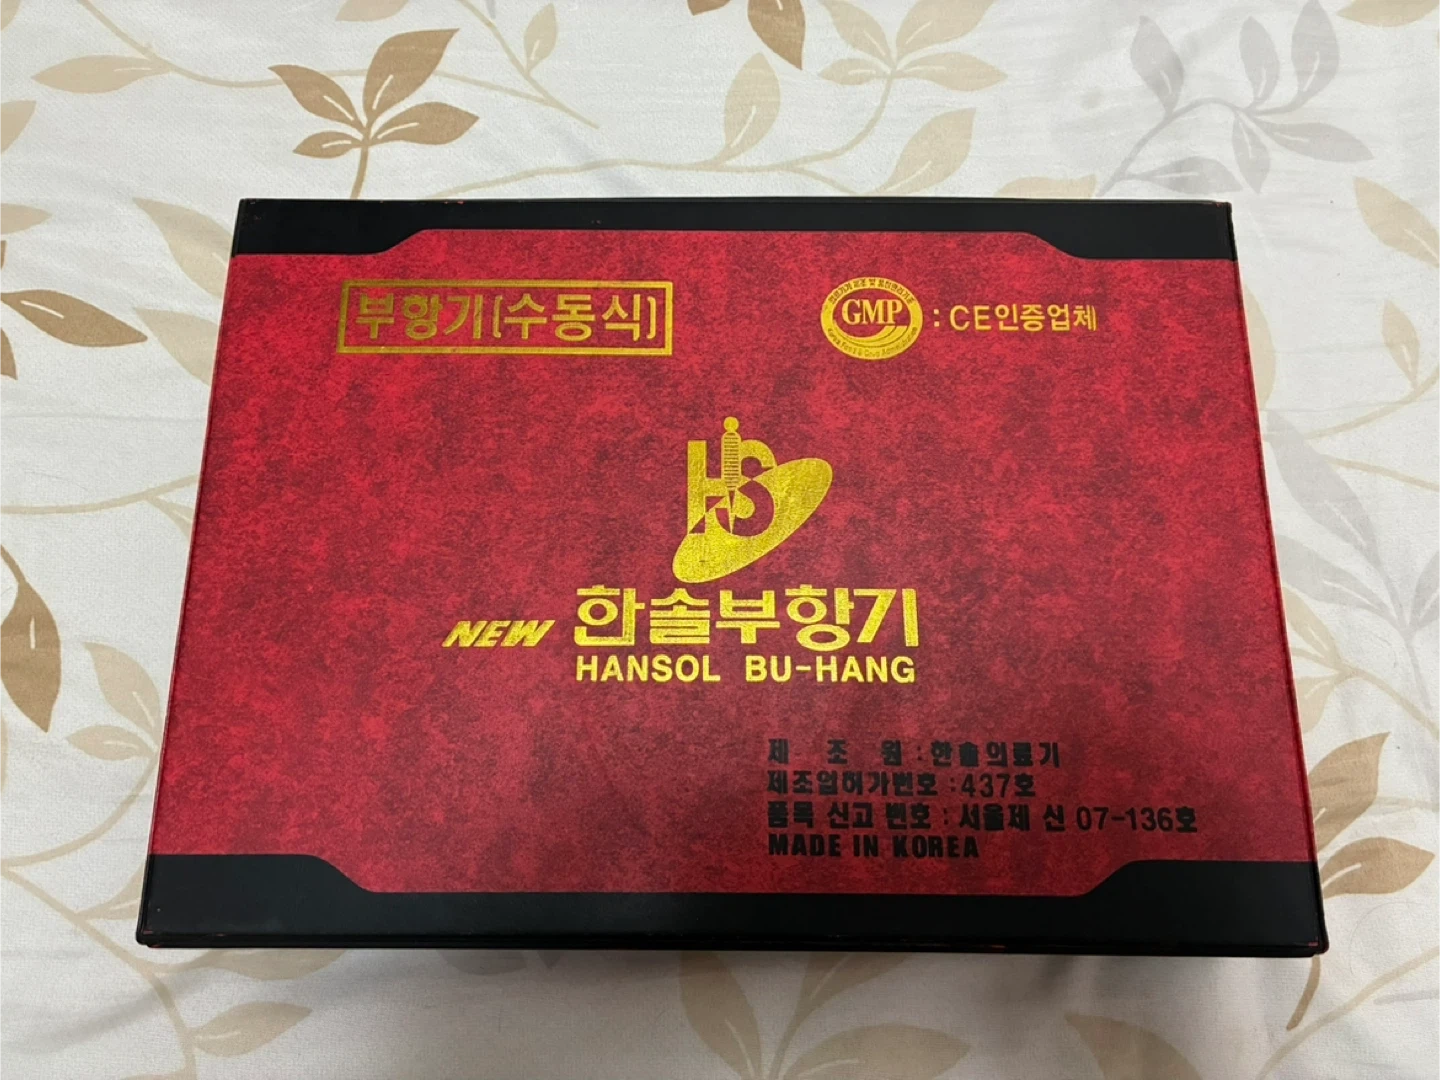 부항기(수동식)
GMP
: CE인증업체
HS
NEW 한솔부항기
HANSOL BU-HANG
제 조 원 : 한솔의료기
제조업허가번호 : 437호
품목 신고 번호 : 서울제 신 07-136호
MADE IN KOREA